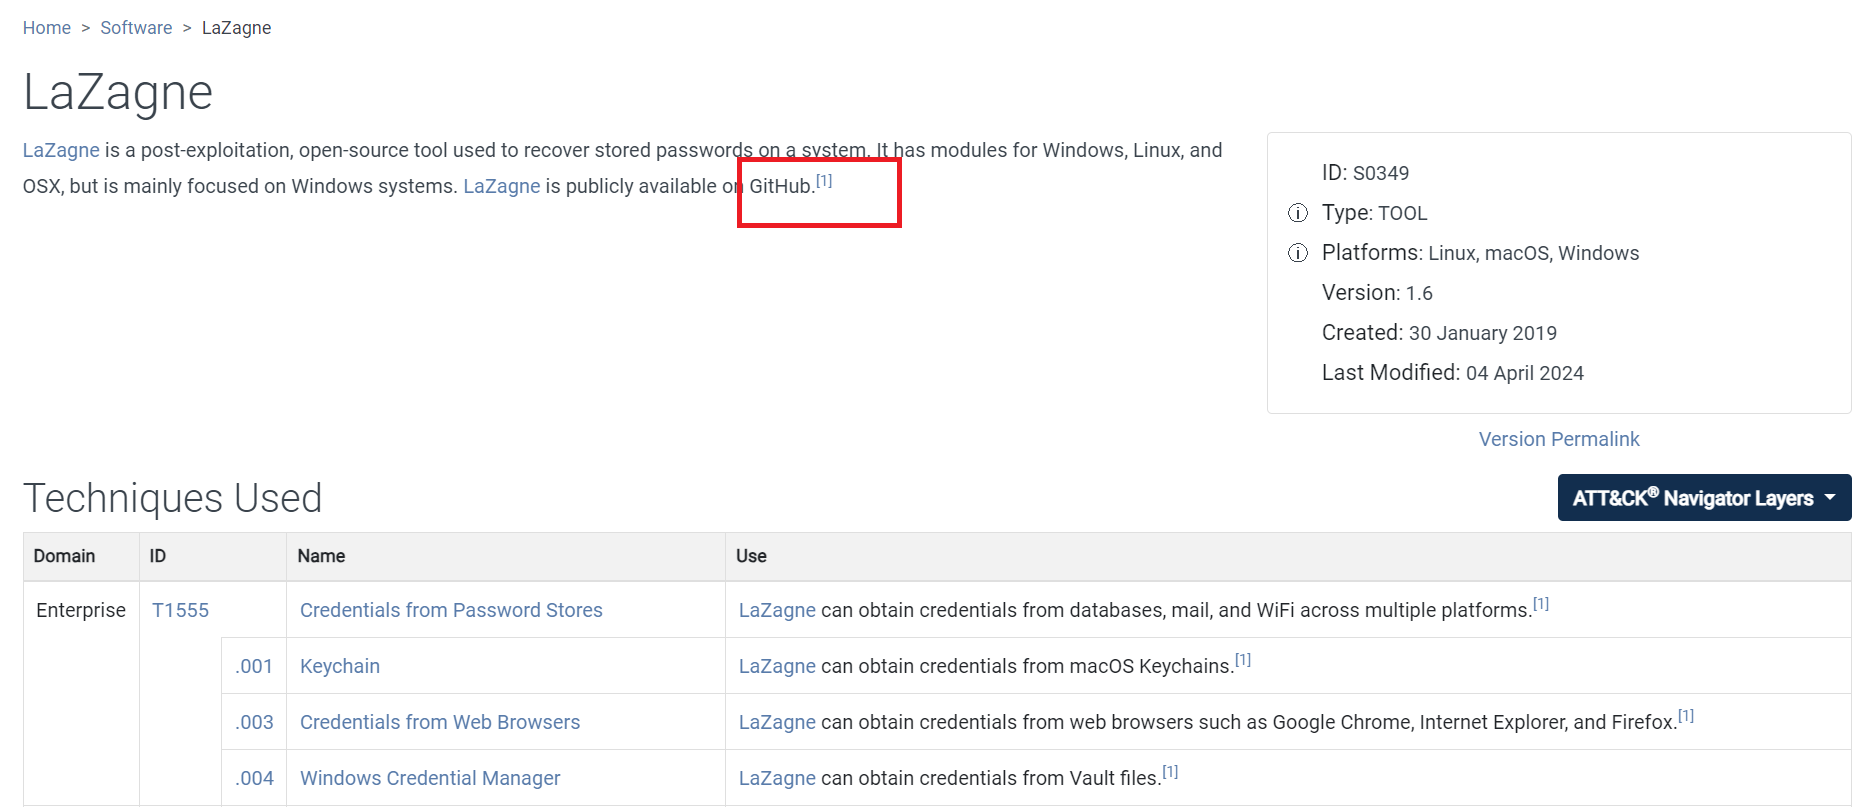 Home > Software > LaZagne
LaZagne
LaZagne is a post-exploitation, open-source tool used to recover stored passwords on a system. It has modules for Windows, Linux, and
OSX, but is mainly focused on Windows systems. LaZagne is publicly available on GitHub.[1]
ID: S0349
Type: TOOL
Platforms: Linux, macOS, Windows
Version: 1.6
Created: 30 January 2019
Last Modified: 04 April 2024
Version Permalink
Techniques Used
ATT&CK® Navigator Layers
Domain ID Name Use
Enterprise T1555 Credentials from Password Stores LaZagne can obtain credentials from databases, mail, and WiFi across multiple platforms.[1]
.001 Keychain LaZagne can obtain credentials from macOS Keychains.[1]
.003 Credentials from Web Browsers LaZagne can obtain credentials from web browsers such as Google Chrome, Internet Explorer, and Firefox.[1]
.004 Windows Credential Manager LaZagne can obtain credentials from Vault files.[1]